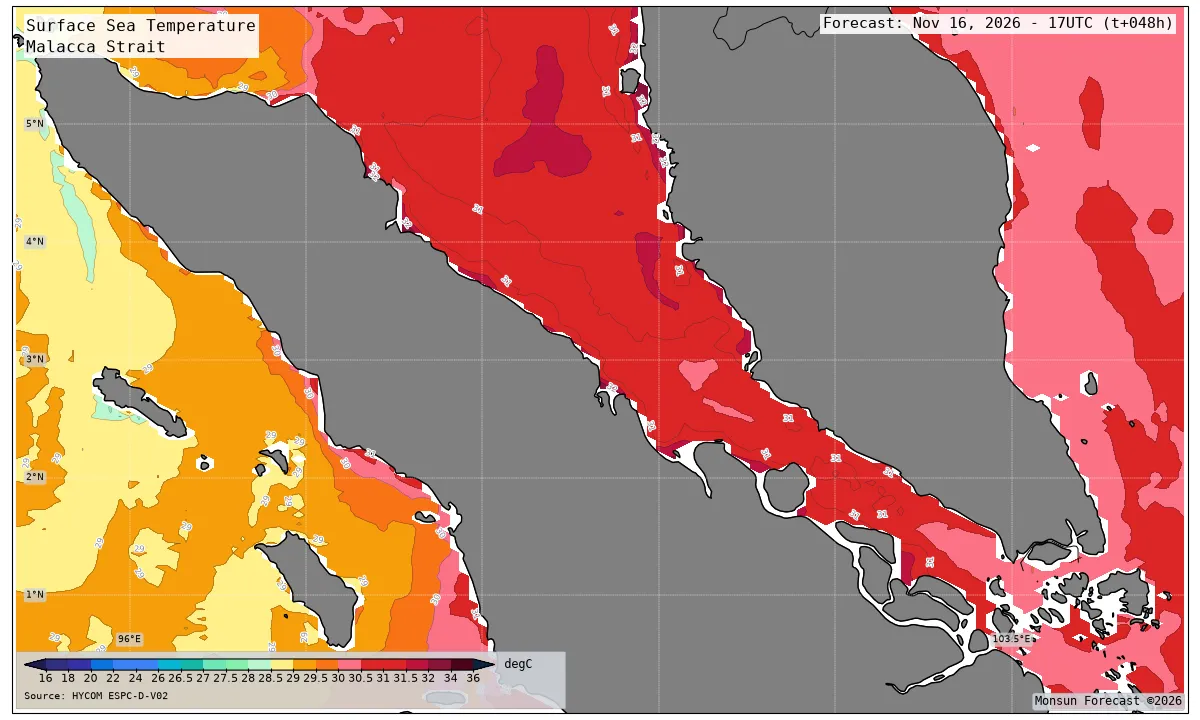 Surface Sea Temperature
Malacca Strait
Forecast: Nov 16, 2026 - 17UTC (t+048h)
5°N
4°N
3°N
2°N
1°N
96°E
103.5°E
degC
16 18 20 22 24 26 26.5 27 27.5 28 28.5 29 29.5 30 30.5 31 31.5 32 34 36
Source: HYCOM ESPC-D-V02
Monsun Forecast ©2026